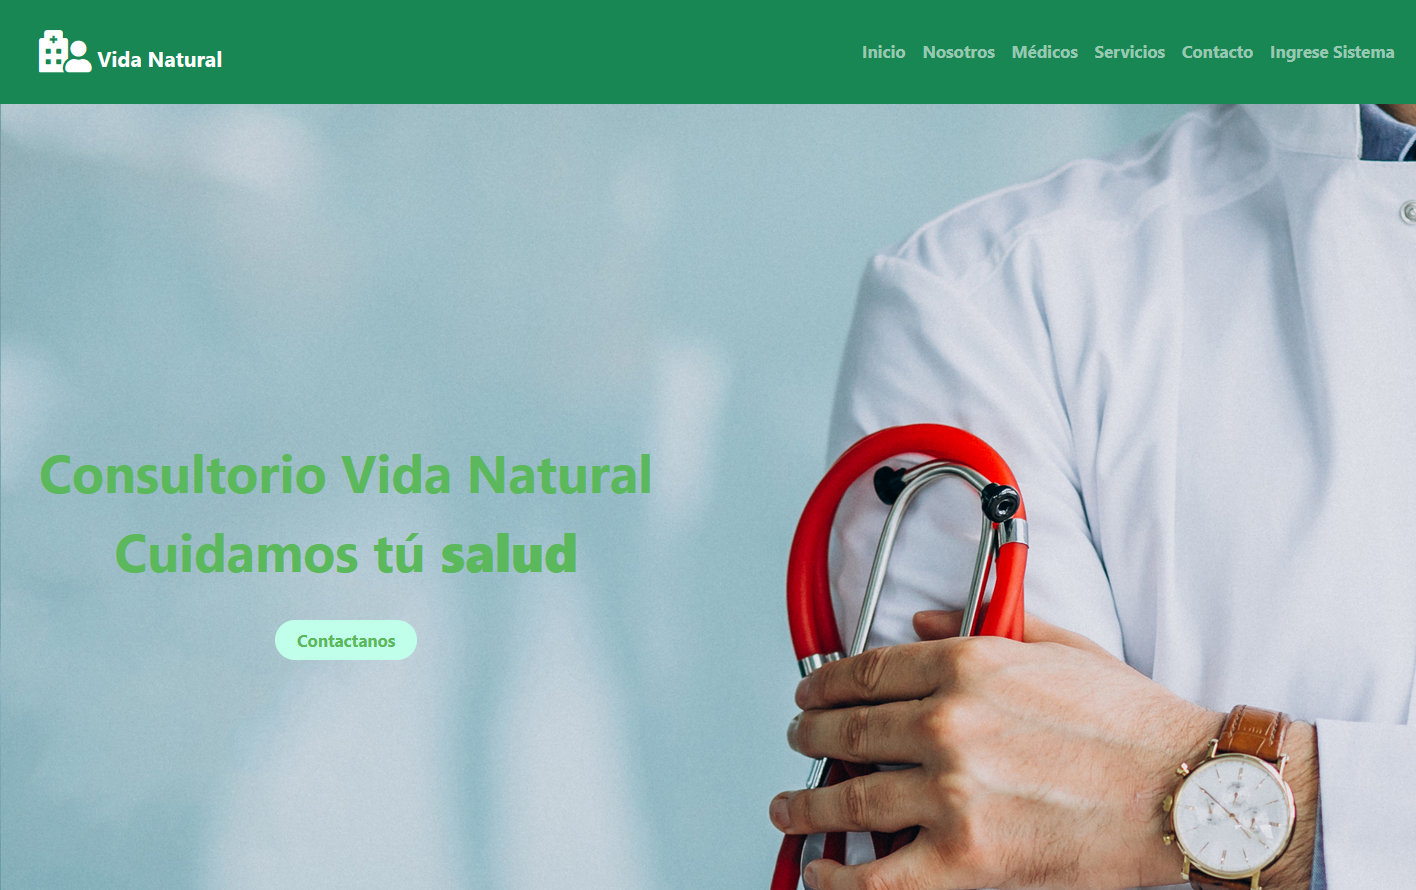 Vida Natural
Inicio Nosotros Médicos Servicios Contacto Ingrese Sistema
Consultorio Vida Natural
Cuidamos tú salud
Contactanos